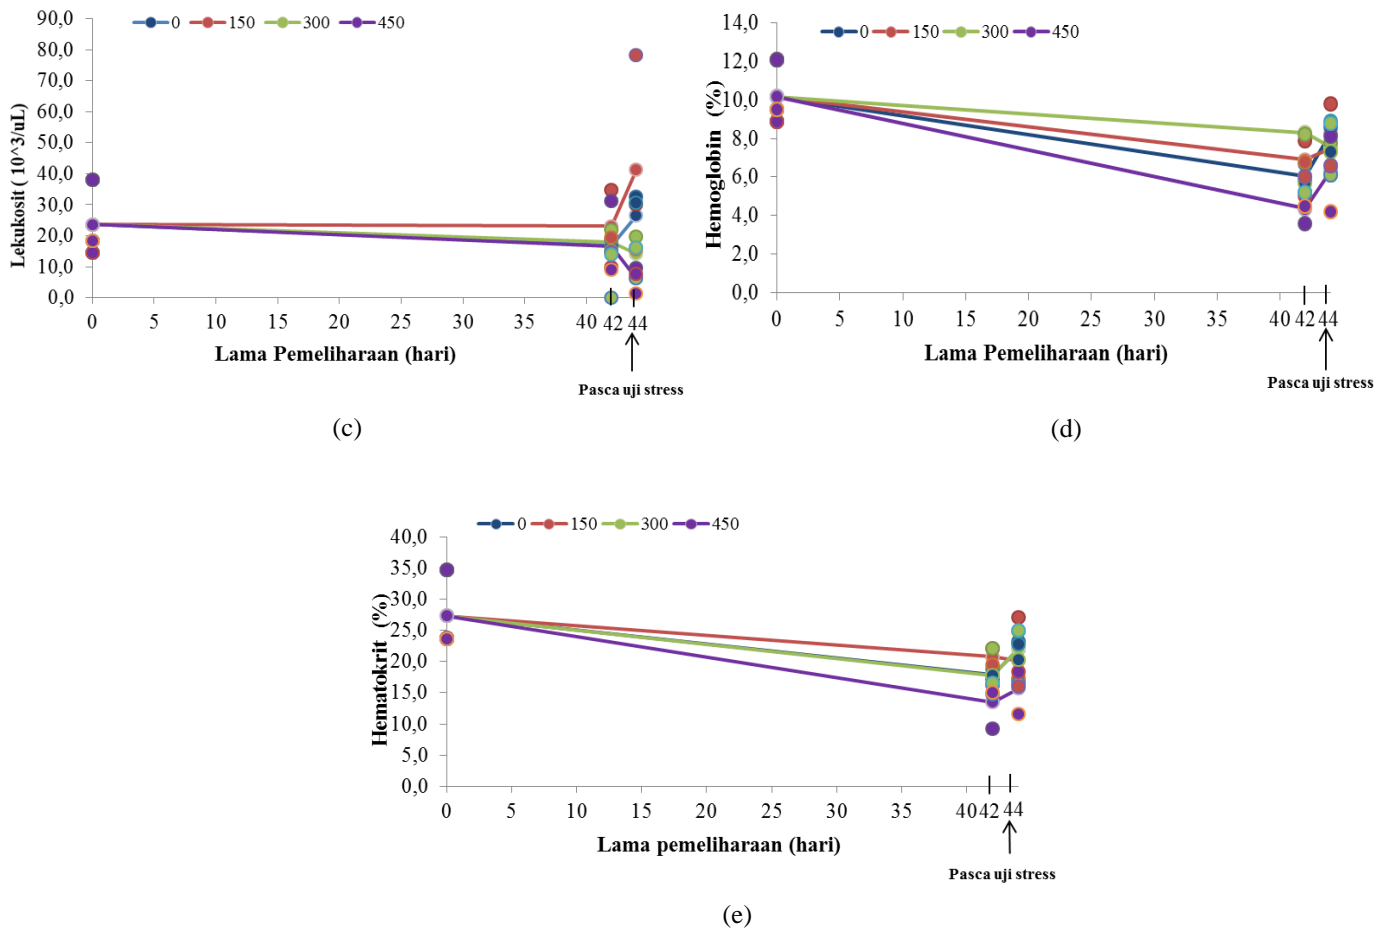 0 150 300 450
90,0
80,0
70,0
60,0
50,0
40,0
30,0
20,0
10,0
0,0
Lekukosit ( 10^3/uL)
0 5 10 15 20 25 30 35 40 42 44
Lama Pemeliharaan (hari)
Pasca uji stress
(c)
0 150 300 450
14,0
12,0
10,0
8,0
6,0
4,0
2,0
0,0
Hemoglobin (%)
0 5 10 15 20 25 30 35 40 42 44
Lama Pemeliharaan (hari)
Pasca uji stress
(d)
0 150 300 450
40,0
35,0
30,0
25,0
20,0
15,0
10,0
5,0
0,0
Hematokrit (%)
0 5 10 15 20 25 30 35 40 42 44
Lama pemeliharaan (hari)
Pasca uji stress
(e)